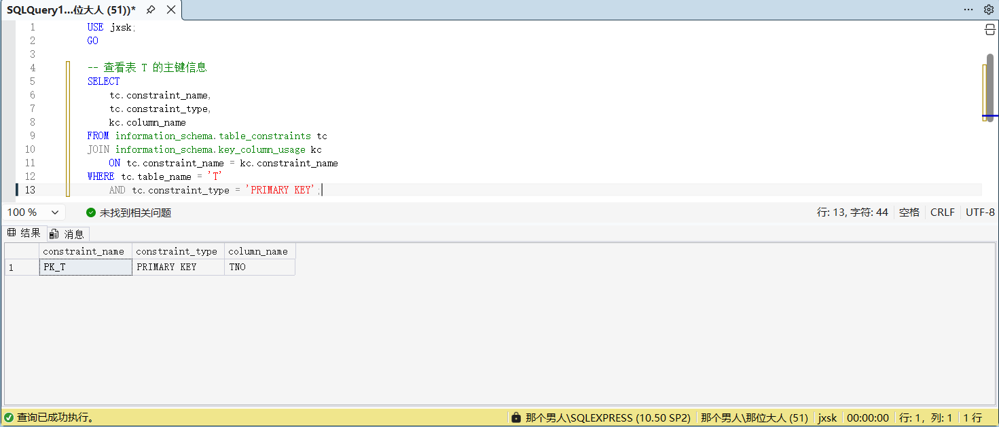 SQLQuery1...位大人 (51))*
1 USE jxsk;
2 GO
3
4 -- 查看表 T 的主键信息
5 SELECT
6 tc.constraint_name,
7 tc.constraint_type,
8 kc.column_name
9 FROM information_schema.table_constraints tc
10 JOIN information_schema.key_column_usage kc
11 ON tc.constraint_name = kc.constraint_name
12 WHERE tc.table_name = 'T'
13 AND tc.constraint_type = 'PRIMARY KEY';
100 % 未找到相关问题 行: 13, 字符: 44 空格 CRLF UTF-8
结果 消息
constraint_name constraint_type column_name
1 PK_T PRIMARY KEY TNO
查询已成功执行。 那个男人\SQLEXPRESS (10.50 SP2) 那个男人\那位大人 (51) jxsk 00:00:00 行: 1, 列: 1 1 行